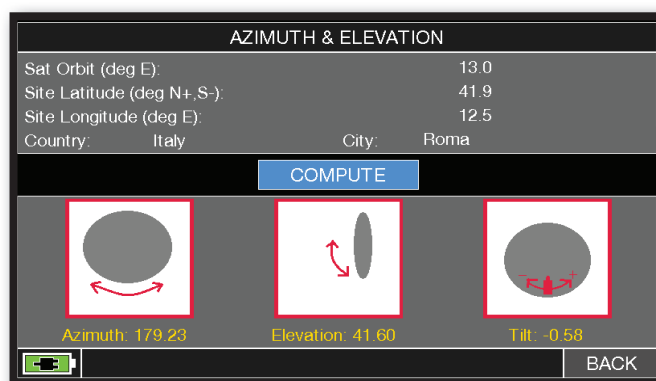 AZIMUTH & ELEVATION
Sat Orbit (deg E): 13.0
Site Latitude (deg N+,S-): 41.9
Site Longitude (deg E): 12.5
Country: Italy City: Roma
COMPUTE
- +
Azimuth: 179.23 Elevation: 41.60 Tilt: -0.58
BACK